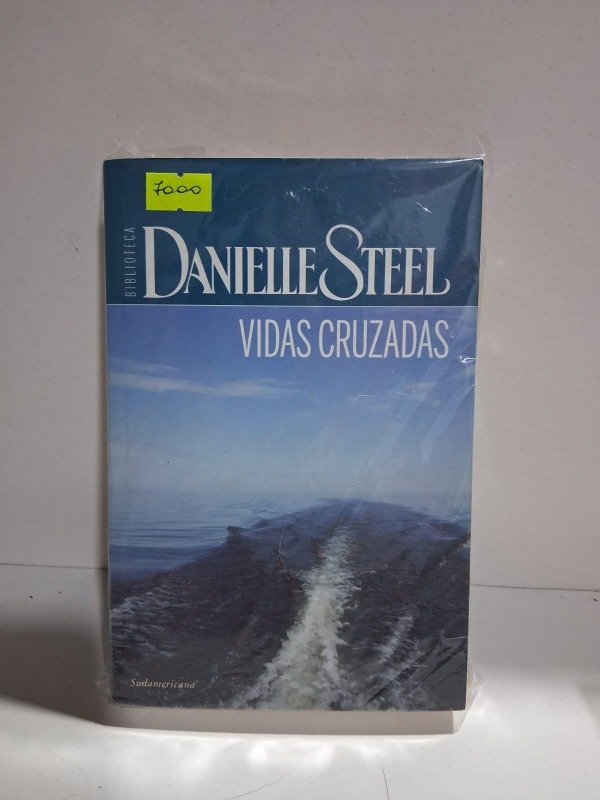 7000
BIBLIOTECA
DANIELLE STEEL
VIDAS CRUZADAS
Sudamericana